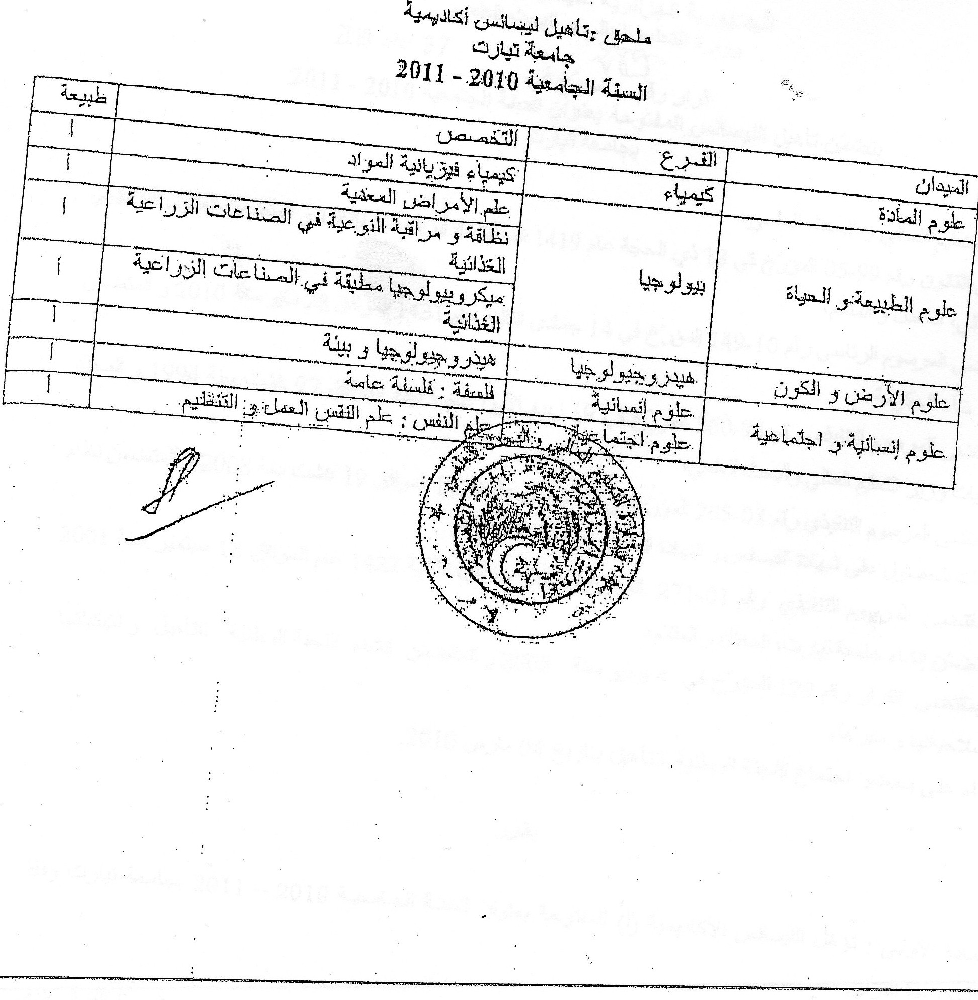 ملحق :تأهيل ليسانس أكاديمية
جامعة تيارت
السنة الجامعية 2010 - 2011
الميدان الفرع التخصص طبيعة
علوم المادة كيمياء كيمياء فيزيائية المواد أ
علوم الطبيعة و الحياة بيولوجيا علم الأمراض أ
نظافة و مراقبة النوعية في الصناعات الزراعية أ
الغذائية
ميكروبيولوجيا مطبقة في الصناعات الزراعية أ
الغذائية
علوم الأرض و الكون هيدروجيولوجيا هيدروجيولوجيا و بيئة أ
علوم إنسانية و اجتماعية علوم إنسانية فلسفة : فلسفة عامة أ
علوم اجتماعية علم النفس : علم النفس العمل و التنظيم أ